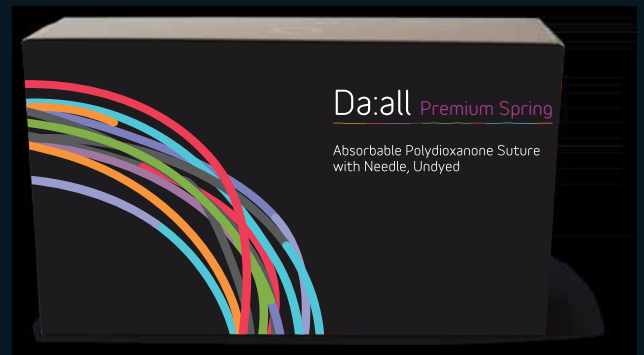 Da:all Premium Spring
Absorbable Polydioxanone Suture
with Needle, Undyed